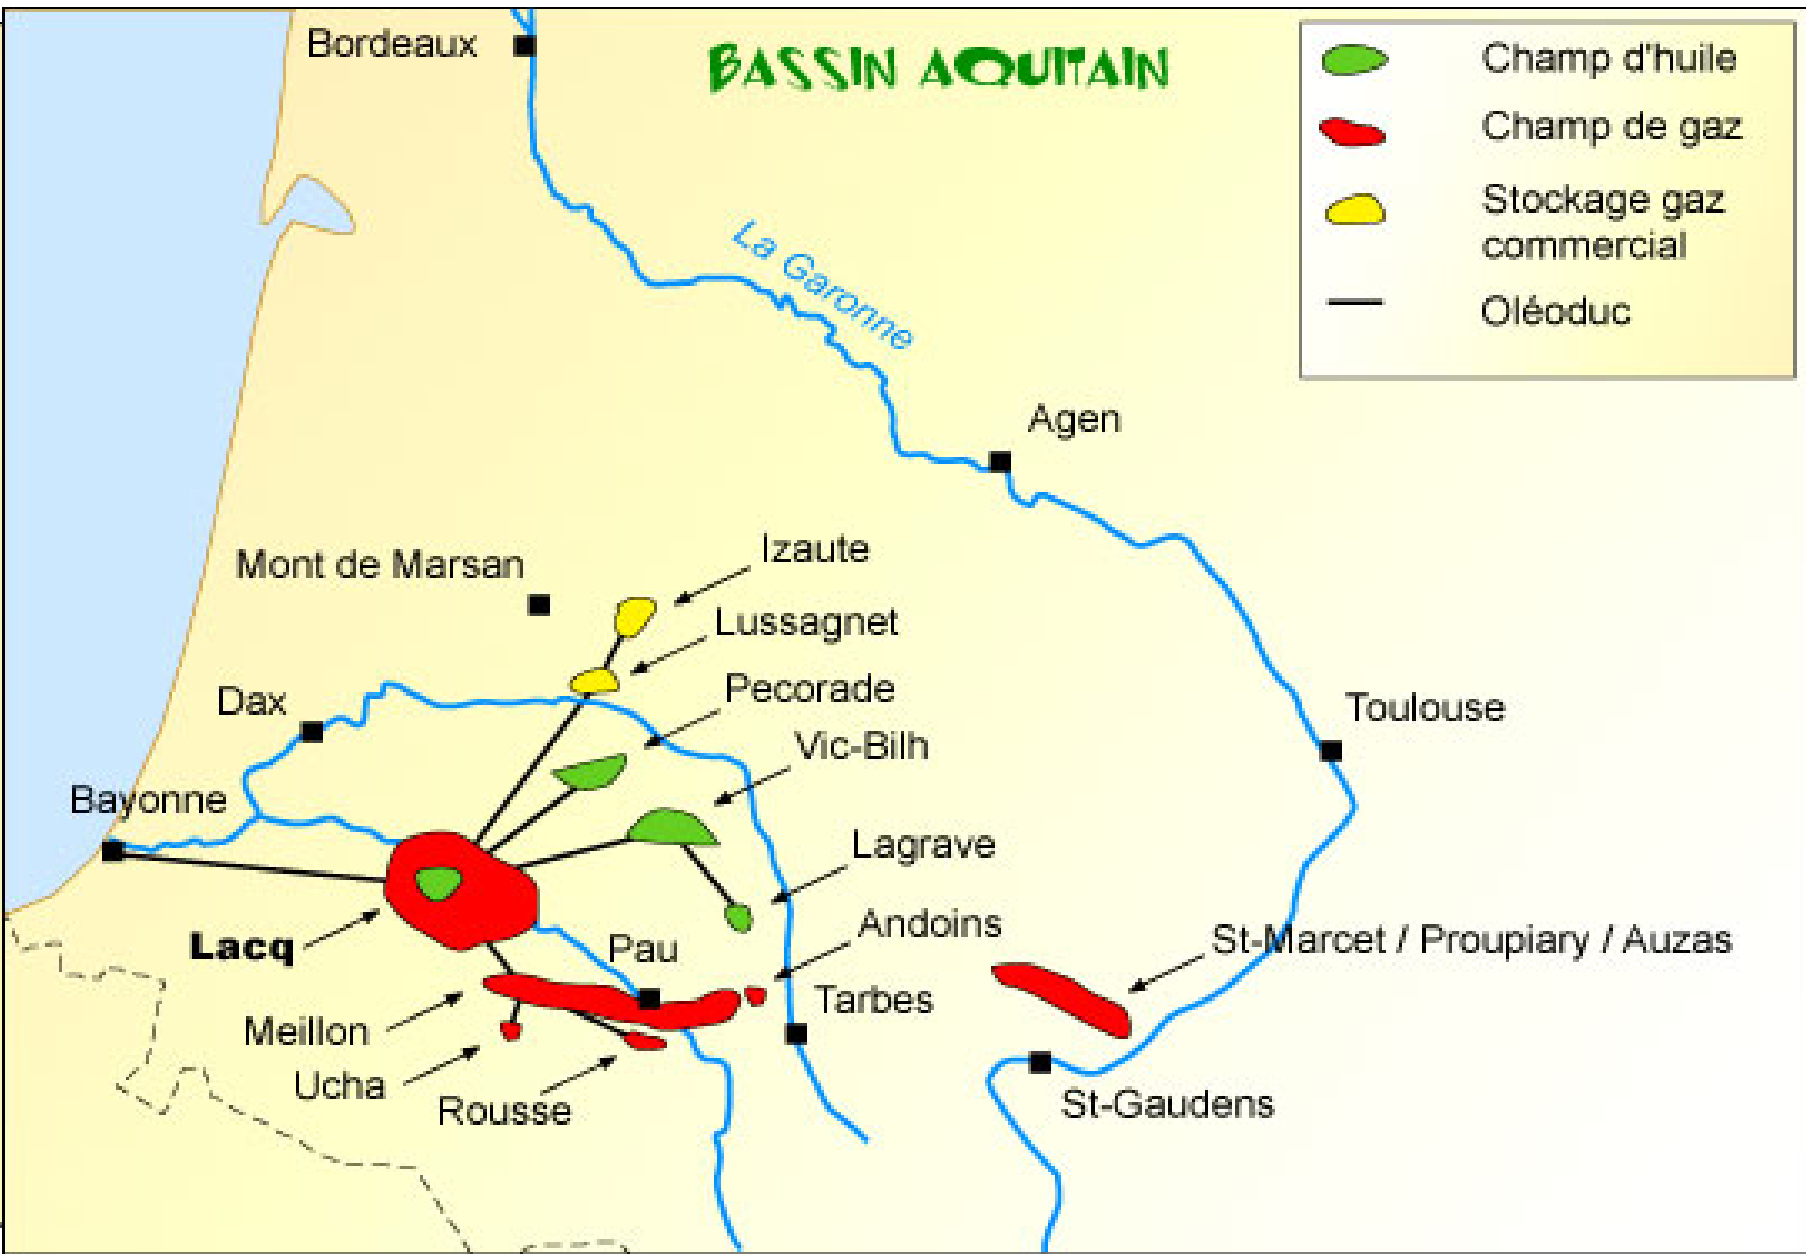 Bordeaux
BASSIN AQUITAIN
Champ d'huile
Champ de gaz
Stockage gaz
commercial
Oléoduc
La Garonne
Agen
Izaute
Mont de Marsan
Lussagnet
Pecorade
Dax
Toulouse
Vic-Bilh
Bayonne
Lagrave
Andoins
St-Marcet / Proupiary / Auzas
Lacq
Pau
Tarbes
Meillon
Ucha
Rousse
St-Gaudens